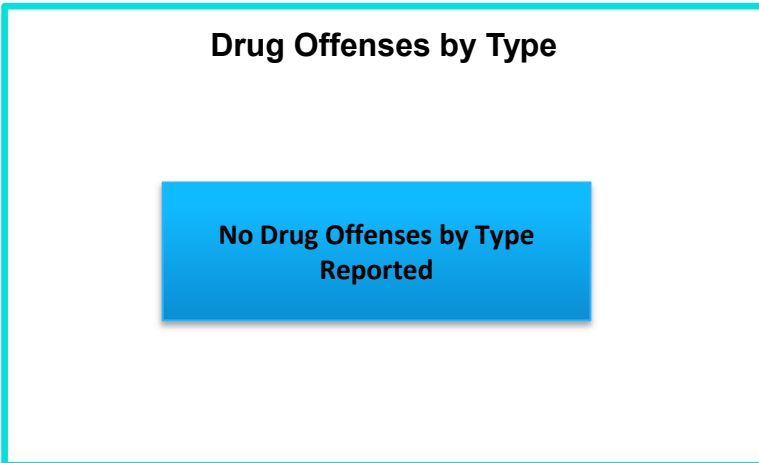 Drug Offenses by Type
No Drug Offenses by Type
Reported